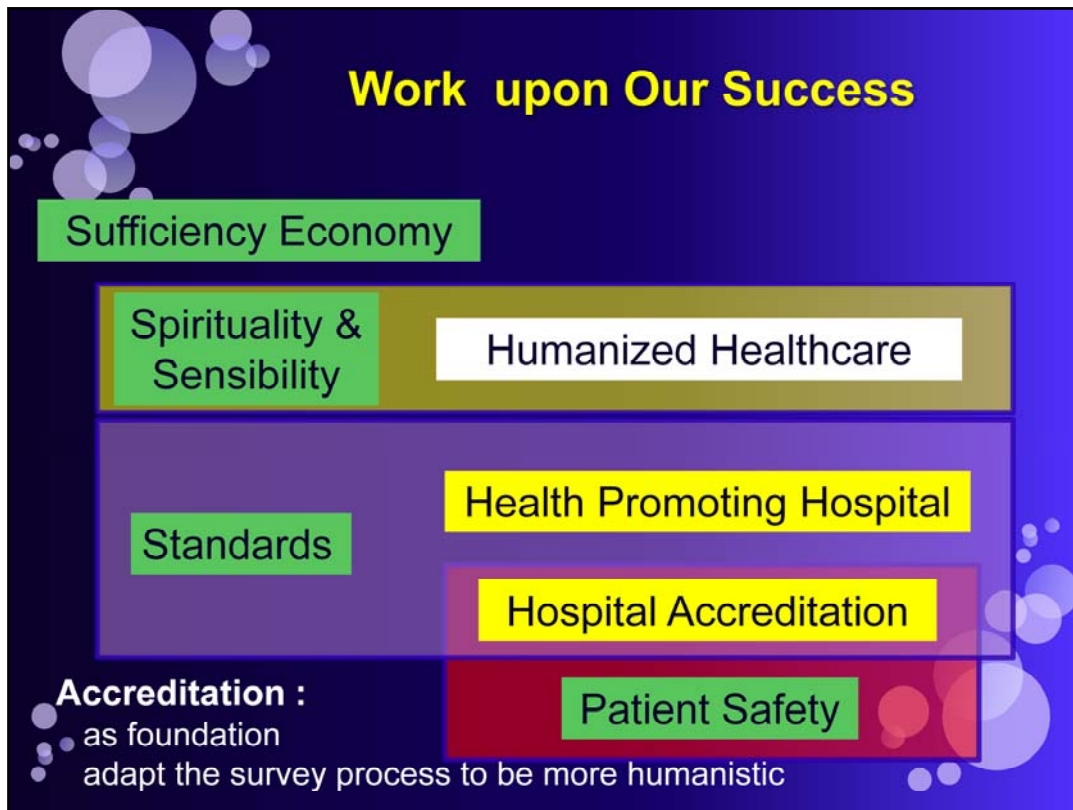 Work upon Our Success
Sufficiency Economy
Spirituality &
Sensibility
Humanized Healthcare
Health Promoting Hospital
Standards
Hospital Accreditation
Patient Safety
Accreditation :
as foundation
adapt the survey process to be more humanistic